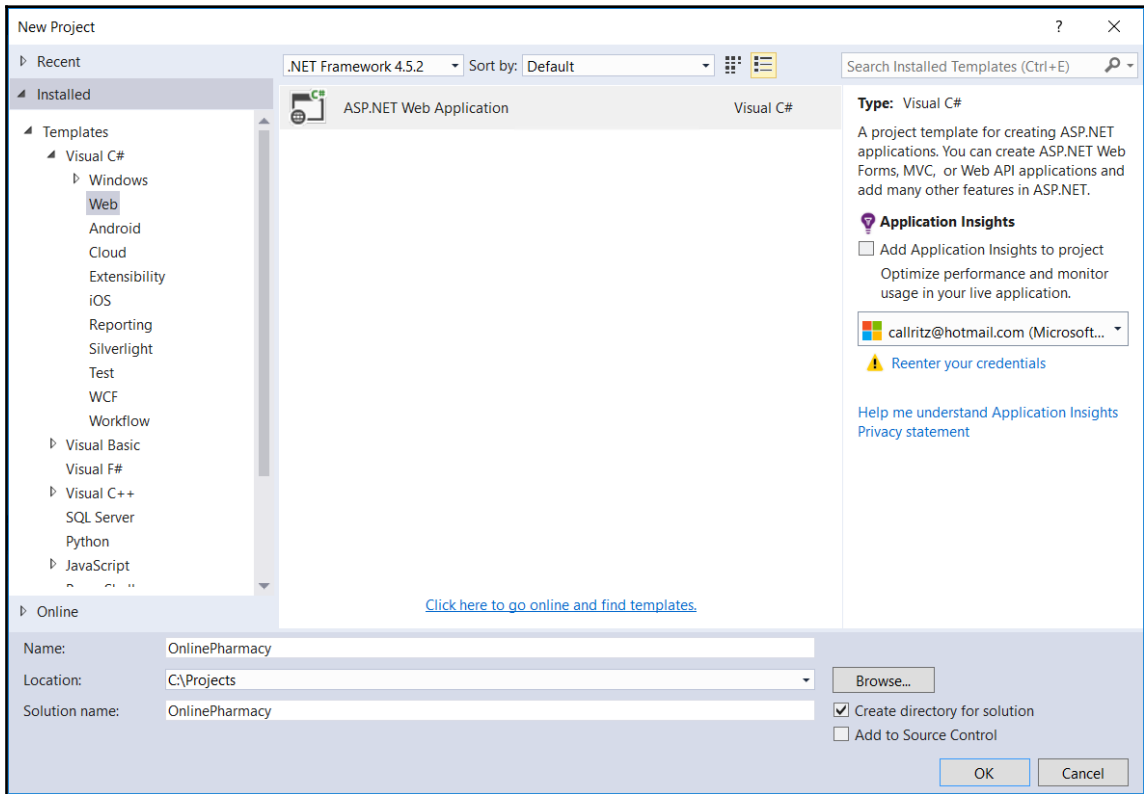 New Project
?
Recent
.NET Framework 4.5.2
Sort by: Default
Search Installed Templates (Ctrl+E)
Installed
Templates
Visual C#
Windows
Web
Android
Cloud
Extensibility
iOS
Reporting
Silverlight
Test
WCF
Workflow
Visual Basic
Visual F#
Visual C++
SQL Server
Python
JavaScript
Online
C#
ASP.NET Web Application
Visual C#
Click here to go online and find templates.
Type: Visual C#
A project template for creating ASP.NET
applications. You can create ASP.NET Web
Forms, MVC, or Web API applications and
add many other features in ASP.NET.
Application Insights
Add Application Insights to project
Optimize performance and monitor
usage in your live application.
callritz@hotmail.com (Microsoft...
Reenter your credentials
Help me understand Application Insights
Privacy statement
Name: OnlinePharmacy
Location: C:\Projects
Browse...
Solution name: OnlinePharmacy
Create directory for solution
Add to Source Control
OK
Cancel